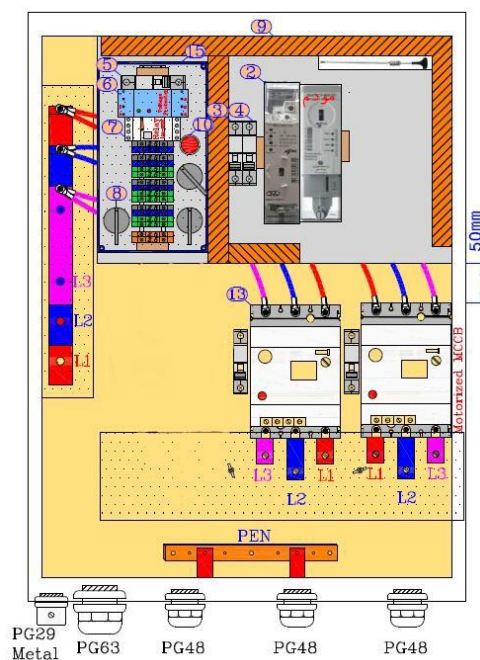 9
15
5
2
6
مودم
3
4
7
10
8
50mm
L3
13
L2
L1
Motorized MCCB
L3
L2
L1
L1
L2
L3
PEN
PG29
Metal
PG63
PG48
PG48
PG48